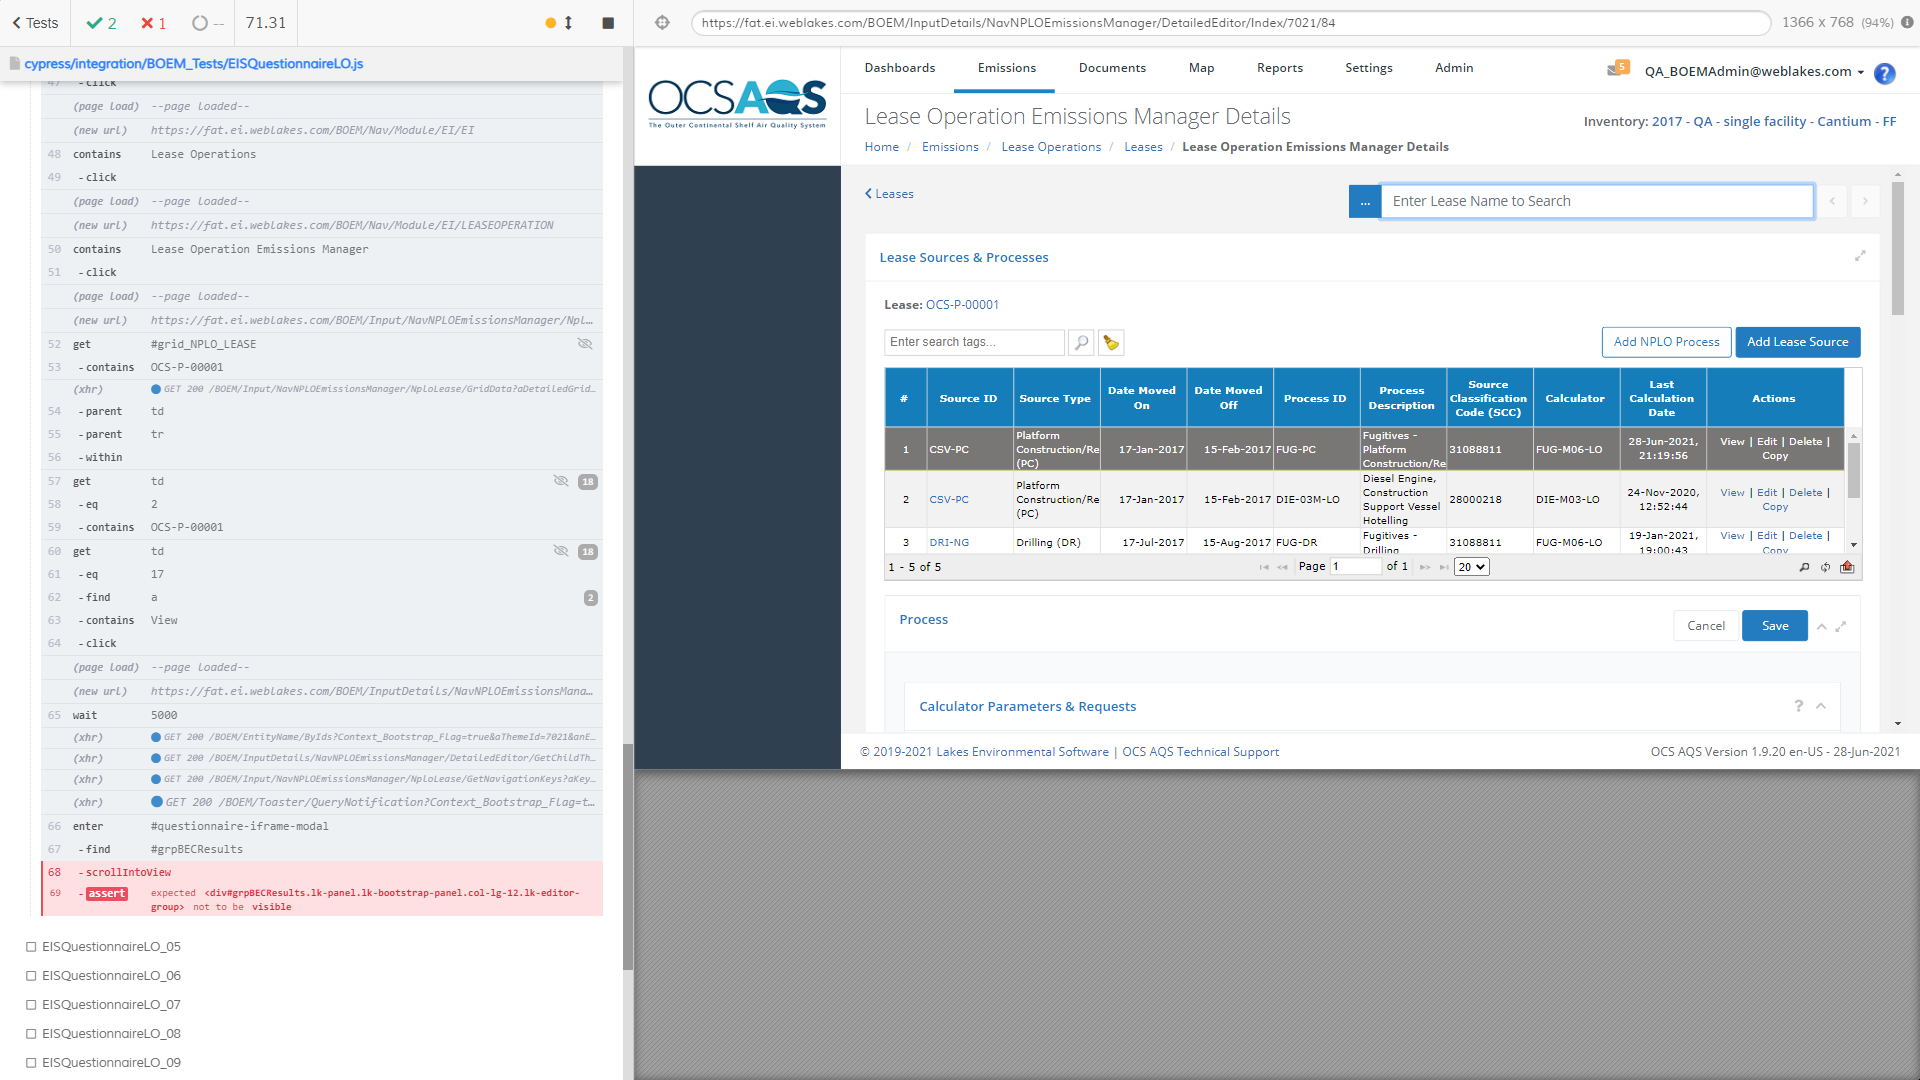 Tests
2
1
--
71.31
cypress/integration/BOEM_Tests/EISQuestionnaireLO.js
47 -click
(page load) --page loaded--
(new url) https://fat.ei.weblakes.com/BOEM/Nav/Module/EI/EI
48 contains Lease Operations
49 -click
(page load) --page loaded--
(new url) https://fat.ei.weblakes.com/BOEM/Nav/Module/EI/LEASEOPERATION
50 contains Lease Operation Emissions Manager
51 -click
(page load) --page loaded--
(new url) https://fat.ei.weblakes.com/BOEM/Input/NavNPLOEmissionsManager/Npl…
52 get #grid_NPLO_LEASE
53 -contains OCS-P-00001
(xhr) GET 200 /BOEM/Input/NavNPLOEmissionsManager/NploLease/GridData?aDetailedGrid…
54 -parent td
55 -parent tr
56 -within
57 get td 18
58 -eq 2
59 -contains OCS-P-00001
60 get td 18
61 -eq 17
62 -find a 2
63 -contains View
64 -click
(page load) --page loaded--
(new url) https://fat.ei.weblakes.com/BOEM/InputDetails/NavNPLOEmissionsMana…
65 wait 5000
(xhr) GET 200 /BOEM/EntityName/ByIds?Context_Bootstrap_Flag=true&aThemeId=7021&anE…
(xhr) GET 200 /BOEM/InputDetails/NavNPLOEmissionsManager/DetailedEditor/GetChildTh…
(xhr) GET 200 /BOEM/Input/NavNPLOEmissionsManager/NploLease/GetNavigationKeys?aKey…
(xhr) GET 200 /BOEM/Toaster/QueryNotification?Context_Bootstrap_Flag=t…
66 enter #questionnaire-iframe-modal
67 -find #grpBECResults
68 -scrollIntoView
69 -assert expected <div#grpBECResults.lk-panel.lk-bootstrap-panel.col-lg-12.lk-editor-
group> not to be visible
EISQuestionnaireLO_05
EISQuestionnaireLO_06
EISQuestionnaireLO_07
EISQuestionnaireLO_08
EISQuestionnaireLO_09
https://fat.ei.weblakes.com/BOEM/InputDetails/NavNPLOEmissionsManager/DetailedEditor/Index/7021/84
1366 x 768 (94%)
OCSAQS
The Outer Continental Shelf Air Quality System
Dashboards Emissions Documents Map Reports Settings Admin
5 QA_BOEMAdmin@weblakes.com ?
Lease Operation Emissions Manager Details
Inventory: 2017 - QA - single facility - Cantium - FF
Home / Emissions / Lease Operations / Leases / Lease Operation Emissions Manager Details
Leases
... Enter Lease Name to Search
Lease Sources & Processes
Lease: OCS-P-00001
Enter search tags...
Add NPLO Process
Add Lease Source
# Source ID Source Type Date Moved On Date Moved Off Process ID Process Description Source Classification Code (SCC) Calculator Last Calculation Date Actions
1 CSV-PC Platform Construction/Re (PC) 17-Jan-2017 15-Feb-2017 FUG-PC Fugitives - Platform Construction/Re 31088811 FUG-M06-LO 28-Jun-2021, 21:19:56 View | Edit | Delete | Copy
2 CSV-PC Platform Construction/Re (PC) 17-Jan-2017 15-Feb-2017 DIE-03M-LO Diesel Engine, Construction Support Vessel Hotelling 28000218 DIE-M03-LO 24-Nov-2020, 12:52:44 View | Edit | Delete | Copy
3 DRI-NG Drilling (DR) 17-Jul-2017 15-Aug-2017 FUG-DR Fugitives - Drilling 31088811 FUG-M06-LO 19-Jan-2021, 19:00:43 View | Edit | Delete | Copy
1 - 5 of 5
Page 1 of 1
20
Process
Cancel
Save
Calculator Parameters & Requests
?
© 2019-2021 Lakes Environmental Software | OCS AQS Technical Support
OCS AQS Version 1.9.20 en-US - 28-Jun-2021